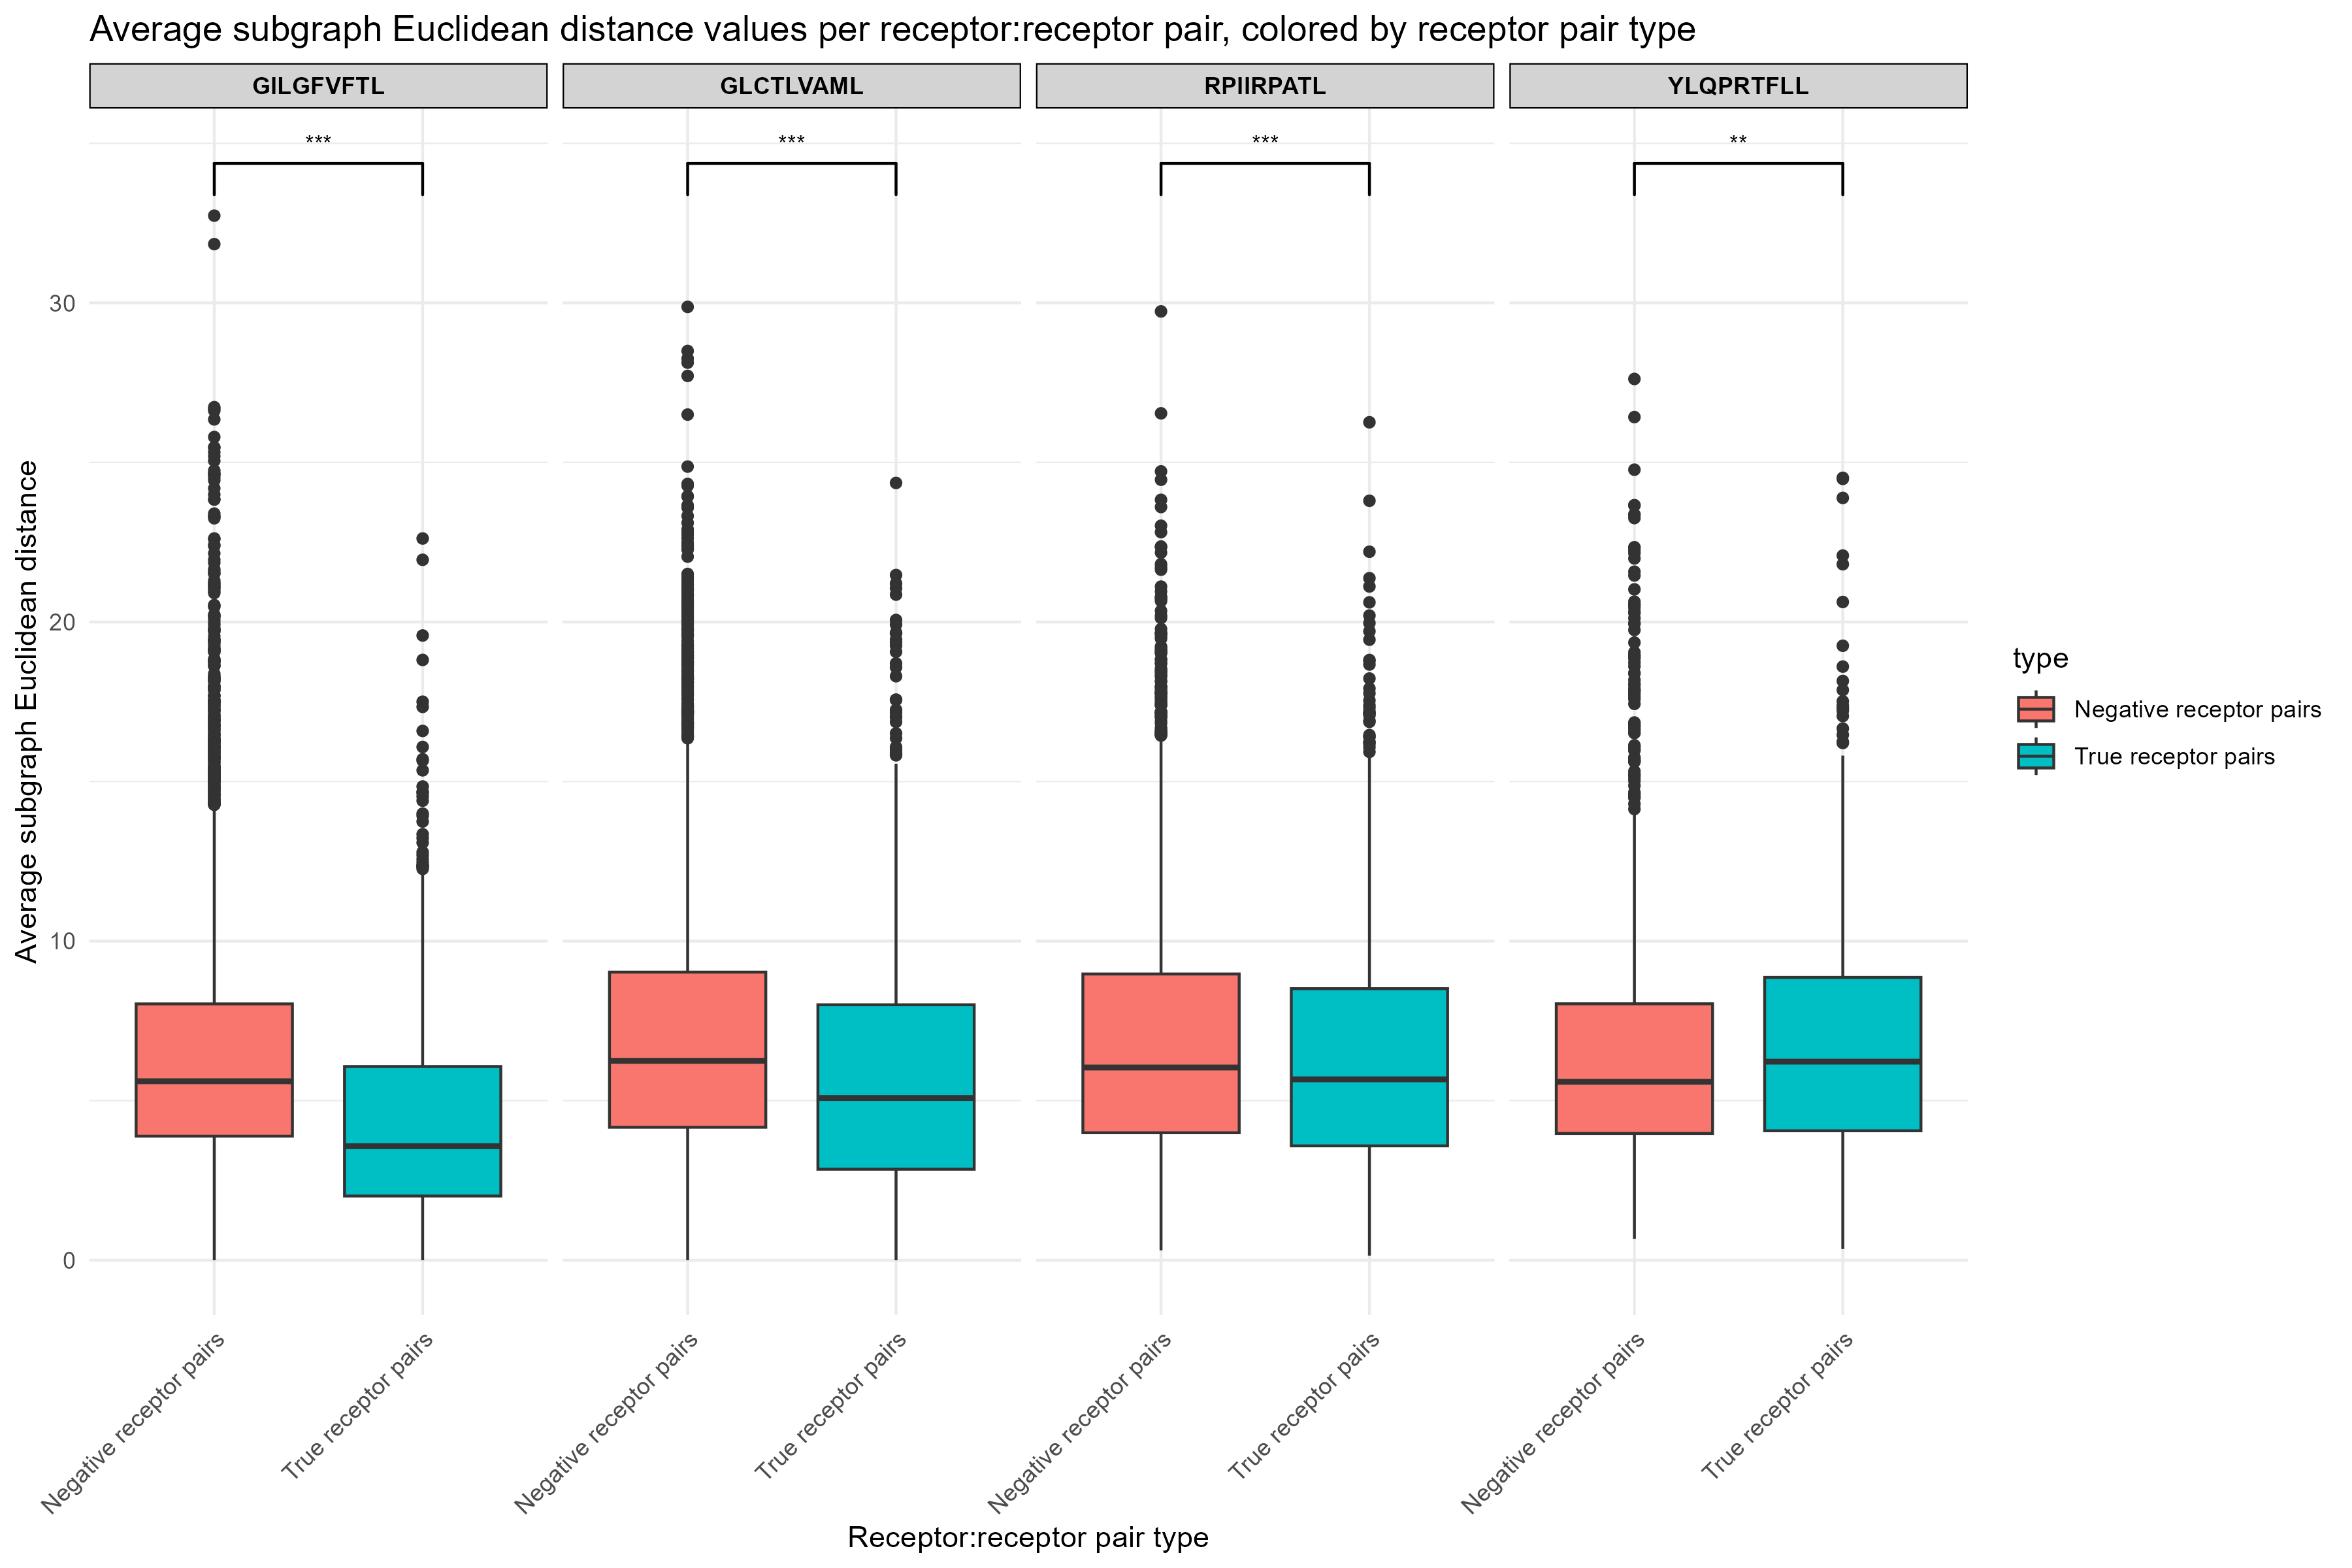 Average subgraph Euclidean distance values per receptor:receptor pair, colored by receptor pair type
GILGFVFTL
GLCTLVAML
RPIIRPATL
YLQPRTFLL
***
***
***
**
Average subgraph Euclidean distance
30
20
10
0
Negative receptor pairs
True receptor pairs
Negative receptor pairs
True receptor pairs
Negative receptor pairs
True receptor pairs
Negative receptor pairs
True receptor pairs
Receptor:receptor pair type
type
Negative receptor pairs
True receptor pairs